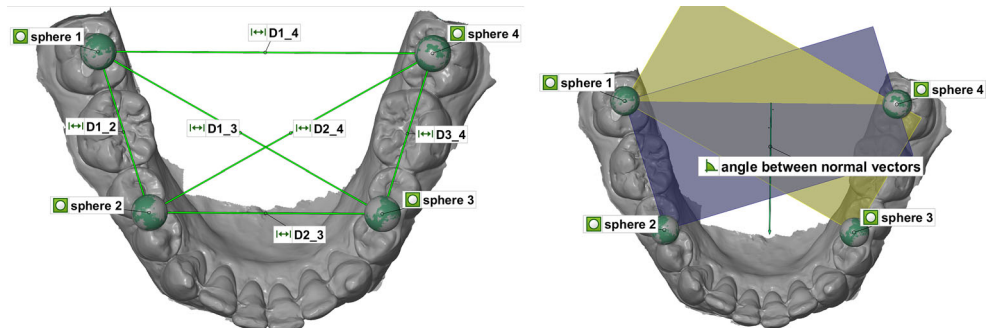 sphere 1
D1_4
sphere 4
D1_2
D1_3
D2_4
D3_4
sphere 2
sphere 3
D2_3
sphere 1
sphere 4
angle between normal vectors
sphere 2
sphere 3